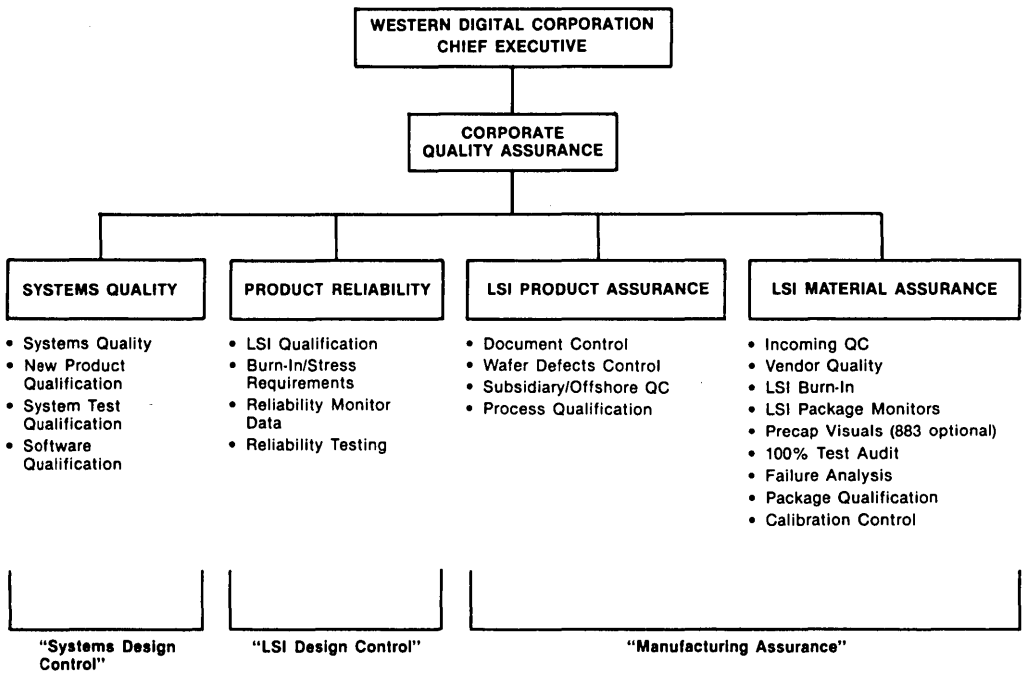 WESTERN DIGITAL CORPORATION
CHIEF EXECUTIVE
CORPORATE
QUALITY ASSURANCE
SYSTEMS QUALITY
• Systems Quality
• New Product
Qualification
• System Test
Qualification
• Software
Qualification
"Systems Design
Control"
PRODUCT RELIABILITY
• LSI Qualification
• Burn-In/Stress
Requirements
• Reliability Monitor
Data
• Reliability Testing
"LSI Design Control"
LSI PRODUCT ASSURANCE
• Document Control
• Wafer Defects Control
• Subsidiary/Offshore QC
• Process Qualification
LSI MATERIAL ASSURANCE
• Incoming QC
• Vendor Quality
• LSI Burn-In
• LSI Package Monitors
• Precap Visuals (883 optional)
• 100% Test Audit
• Failure Analysis
• Package Qualification
• Calibration Control
"Manufacturing Assurance"